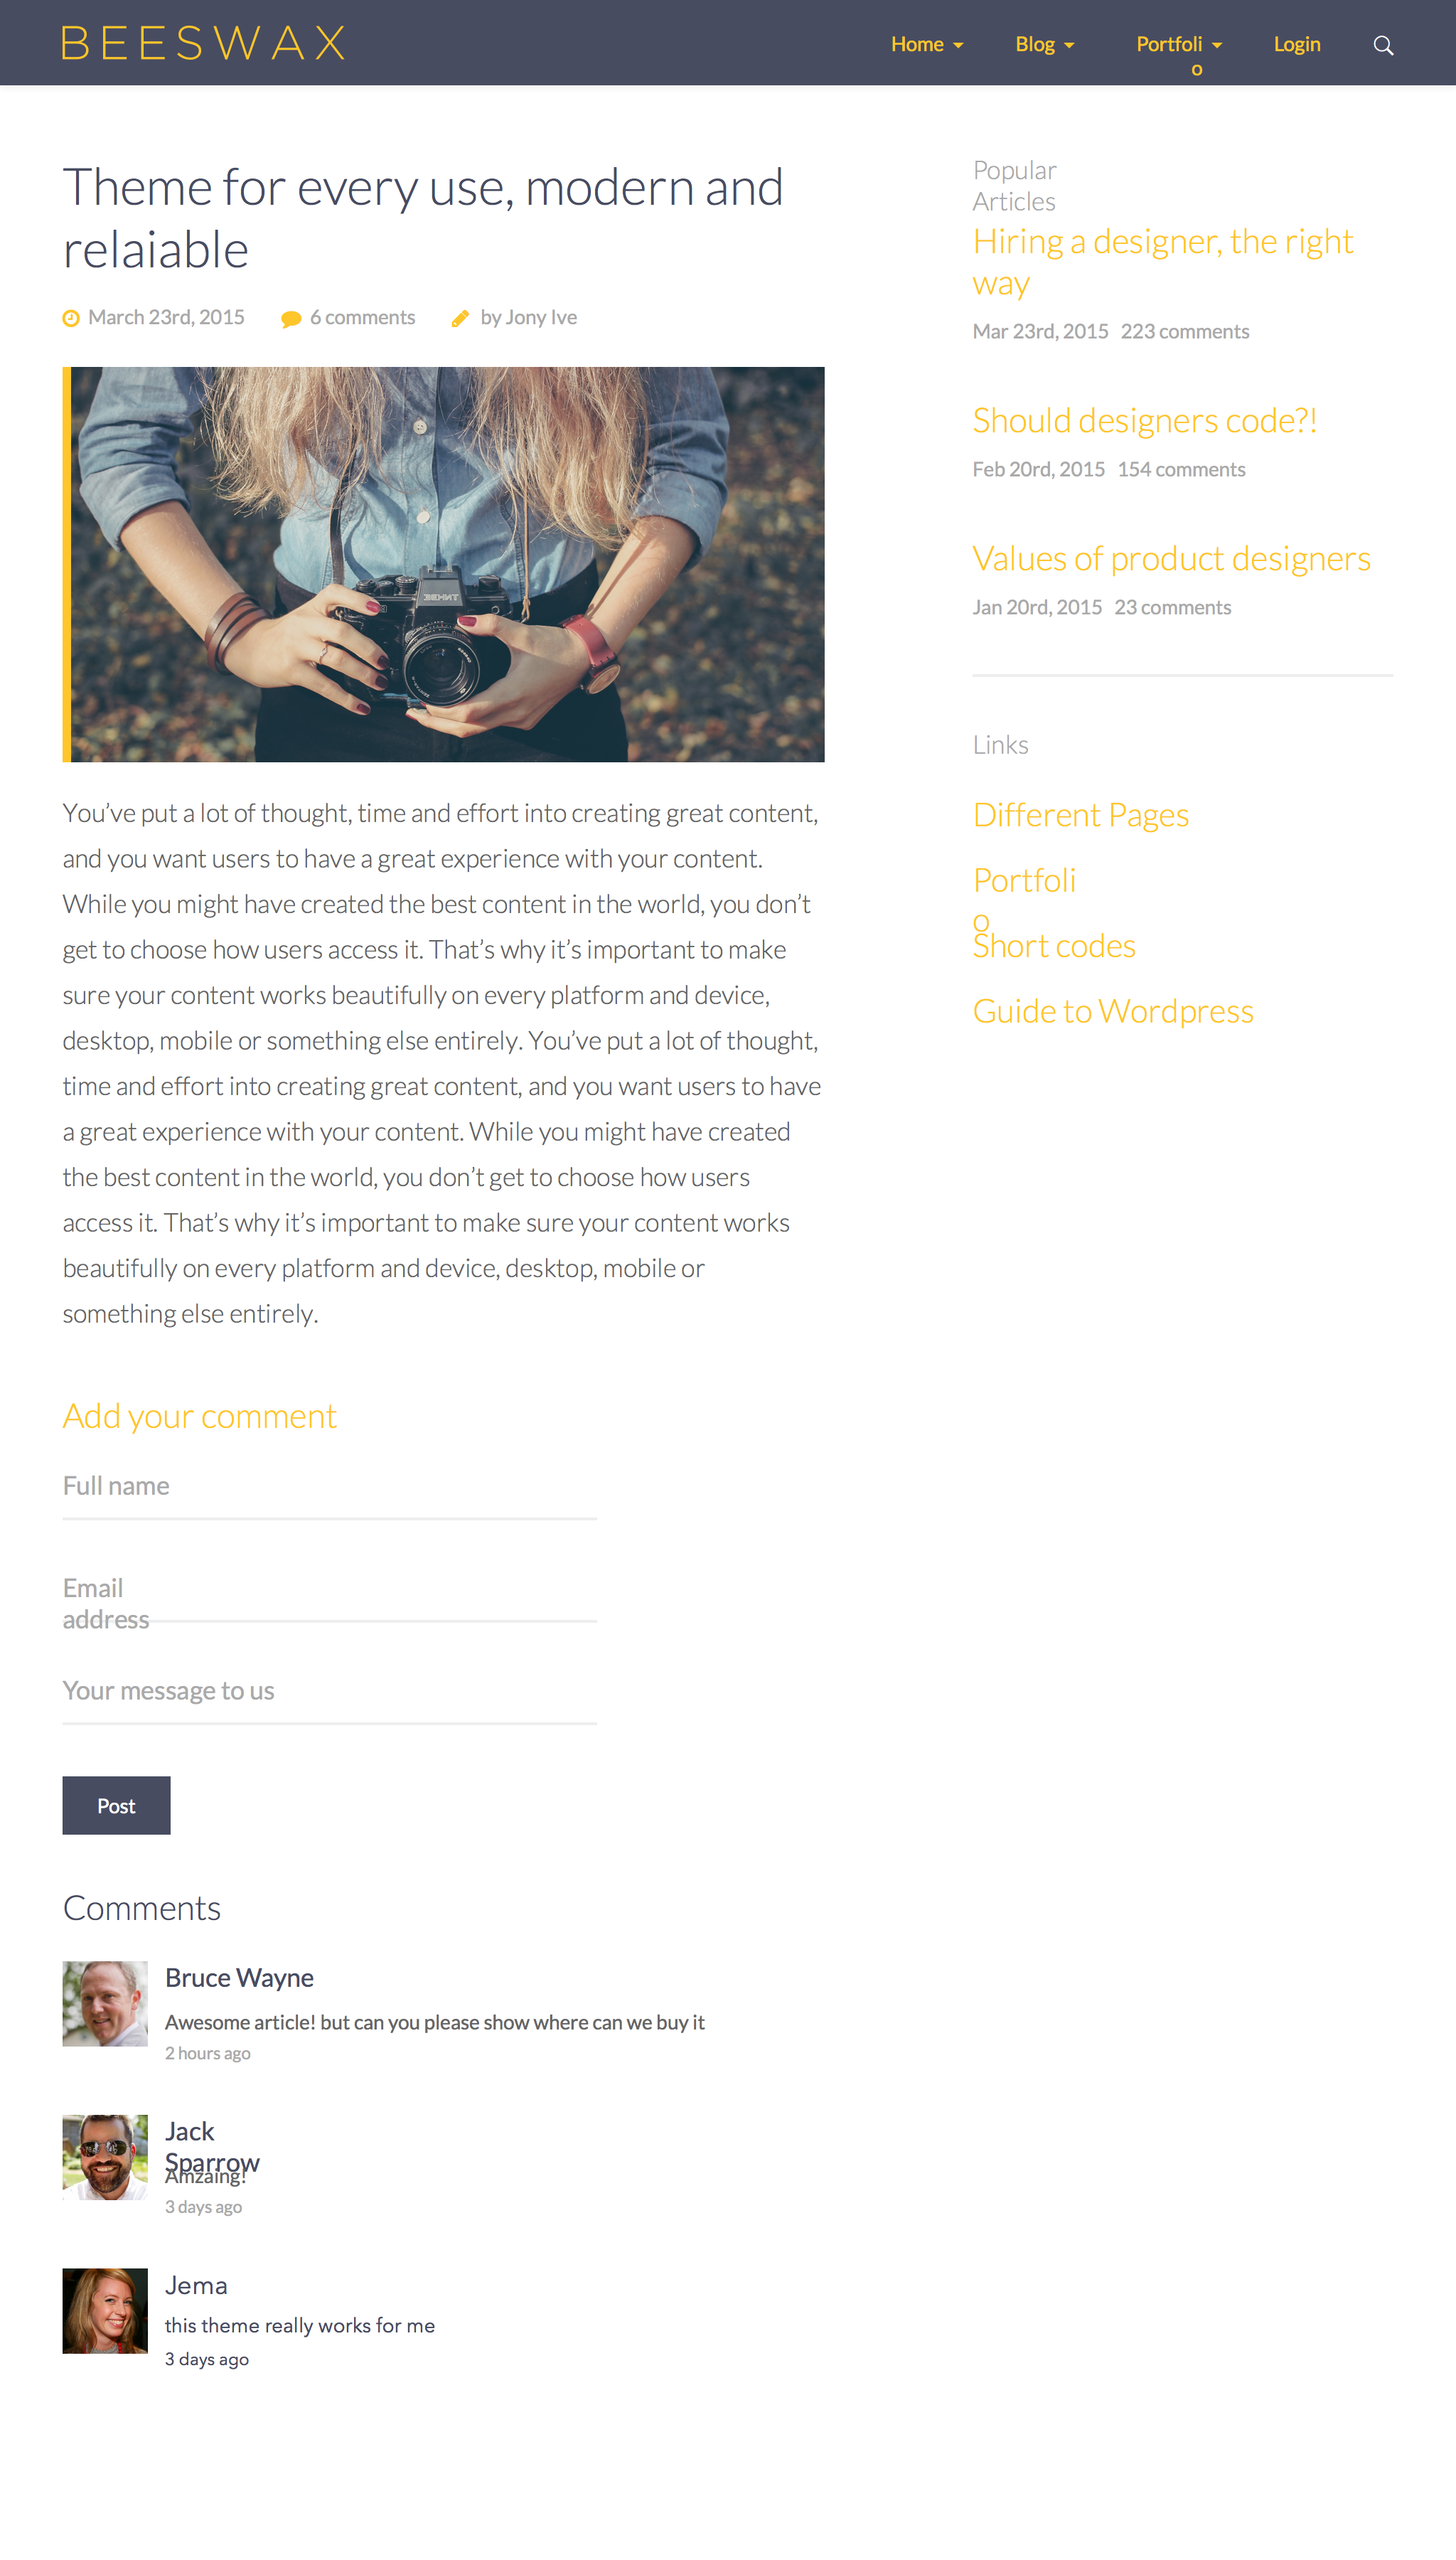 BEESWAX
Home
Blog
Portfoli
o
Login
Theme for every use, modern and
relaiable
March 23rd, 2015
6 comments
by Jony Ive
ЗЕНИТ
You’ve put a lot of thought, time and effort into creating great content,
and you want users to have a great experience with your content.
While you might have created the best content in the world, you don’t
get to choose how users access it. That’s why it’s important to make
sure your content works beautifully on every platform and device,
desktop, mobile or something else entirely. You’ve put a lot of thought,
time and effort into creating great content, and you want users to have
a great experience with your content. While you might have created
the best content in the world, you don’t get to choose how users
access it. That’s why it’s important to make sure your content works
beautifully on every platform and device, desktop, mobile or
something else entirely.
Add your comment
Full name
Email
address
Your message to us
Post
Comments
Bruce Wayne
Awesome article! but can you please show where can we buy it
2 hours ago
Jack
Sparrow
Amzaing!
3 days ago
Jema
this theme really works for me
3 days ago
Popular
Articles
Hiring a designer, the right
way
Mar 23rd, 2015 223 comments
Should designers code?!
Feb 20rd, 2015 154 comments
Values of product designers
Jan 20rd, 2015 23 comments
Links
Different Pages
Portfoli
o
Short codes
Guide to Wordpress